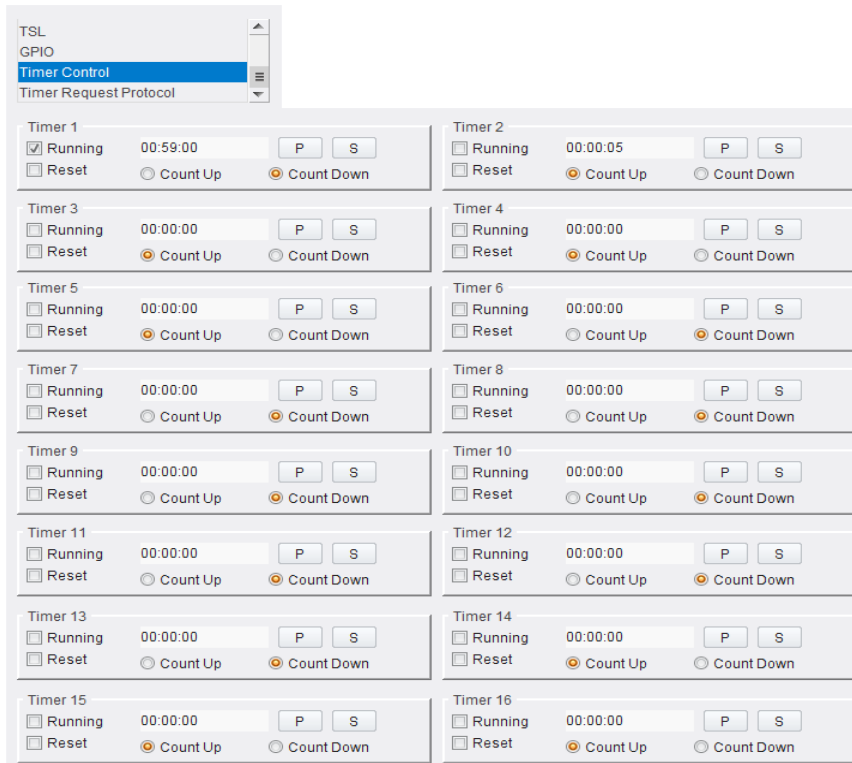 TSL
GPIO
Timer Control
Timer Request Protocol
Timer 1
Running 00:59:00 P S
Reset Count Up Count Down
Timer 2
Running 00:00:05 P S
Reset Count Up Count Down
Timer 3
Running 00:00:00 P S
Reset Count Up Count Down
Timer 4
Running 00:00:00 P S
Reset Count Up Count Down
Timer 5
Running 00:00:00 P S
Reset Count Up Count Down
Timer 6
Running 00:00:00 P S
Reset Count Up Count Down
Timer 7
Running 00:00:00 P S
Reset Count Up Count Down
Timer 8
Running 00:00:00 P S
Reset Count Up Count Down
Timer 9
Running 00:00:00 P S
Reset Count Up Count Down
Timer 10
Running 00:00:00 P S
Reset Count Up Count Down
Timer 11
Running 00:00:00 P S
Reset Count Up Count Down
Timer 12
Running 00:00:00 P S
Reset Count Up Count Down
Timer 13
Running 00:00:00 P S
Reset Count Up Count Down
Timer 14
Running 00:00:00 P S
Reset Count Up Count Down
Timer 15
Running 00:00:00 P S
Reset Count Up Count Down
Timer 16
Running 00:00:00 P S
Reset Count Up Count Down